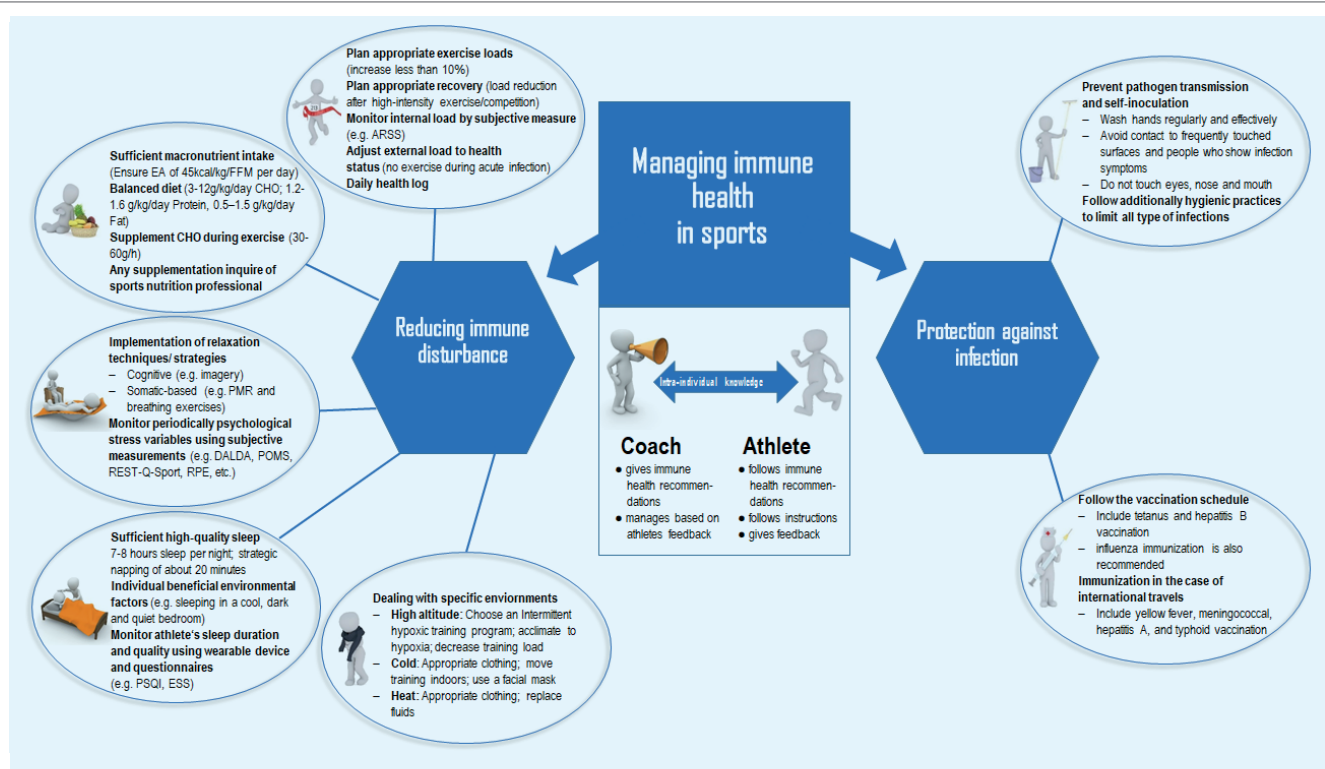 Managing immune
health
in sports
Intra-individual knowledge
Coach
● gives immune
health recommen-
dations
● manages based on
athletes feedback
Athlete
● follows immune
health recommen-
dations
● follows instructions
● gives feedback
Reducing immune
disturbance
Plan appropriate exercise loads
(increase less than 10%)
Plan appropriate recovery (load reduction
after high-intensity exercise/competition)
Monitor internal load by subjective measure
(e.g. ARSS)
Adjust external load to health
status (no exercise during acute infection)
Daily health log
Sufficient macronutrient intake
(Ensure EA of 45kcal/kg/FFM per day)
Balanced diet (3-12g/kg/day CHO; 1.2-
1.6 g/kg/day Protein, 0.5–1.5 g/kg/day
Fat)
Supplement CHO during exercise (30-
60g/h)
Any supplementation inquire of
sports nutrition professional
Implementation of relaxation
techniques/ strategies
– Cognitive (e.g. imagery)
– Somatic-based (e.g. PMR and
breathing exercises)
Monitor periodically psychological
stress variables using subjective
measurements (e.g. DALDA, POMS,
REST-Q-Sport, RPE, etc.)
Sufficient high-quality sleep
7-8 hours sleep per night; strategic
napping of about 20 minutes
Individual beneficial environmental
factors (e.g. sleeping in a cool, dark
and quiet bedroom)
Monitor athlete's sleep duration
and quality using wearable device
and questionnaires
(e.g. PSQI, ESS)
Dealing with specific enviornments
– High altitude: Choose an Intermittent
hypoxic training program; acclimate to
hypoxia; decrease training load
– Cold: Appropriate clothing; move
training indoors; use a facial mask
– Heat: Appropriate clothing; replace
fluids
Protection against
infection
Prevent pathogen transmission
and self-inoculation
– Wash hands regularly and effectively
– Avoid contact to frequently touched
surfaces and people who show infection
symptoms
– Do not touch eyes, nose and mouth
Follow additionally hygienic practices
to limit all type of infections
Follow the vaccination schedule
– Include tetanus and hepatitis B
vaccination
– influenza immunization is also
recommended
Immunization in the case of
international travels
– Include yellow fever, meningococcal,
hepatitis A, and typhoid vaccination